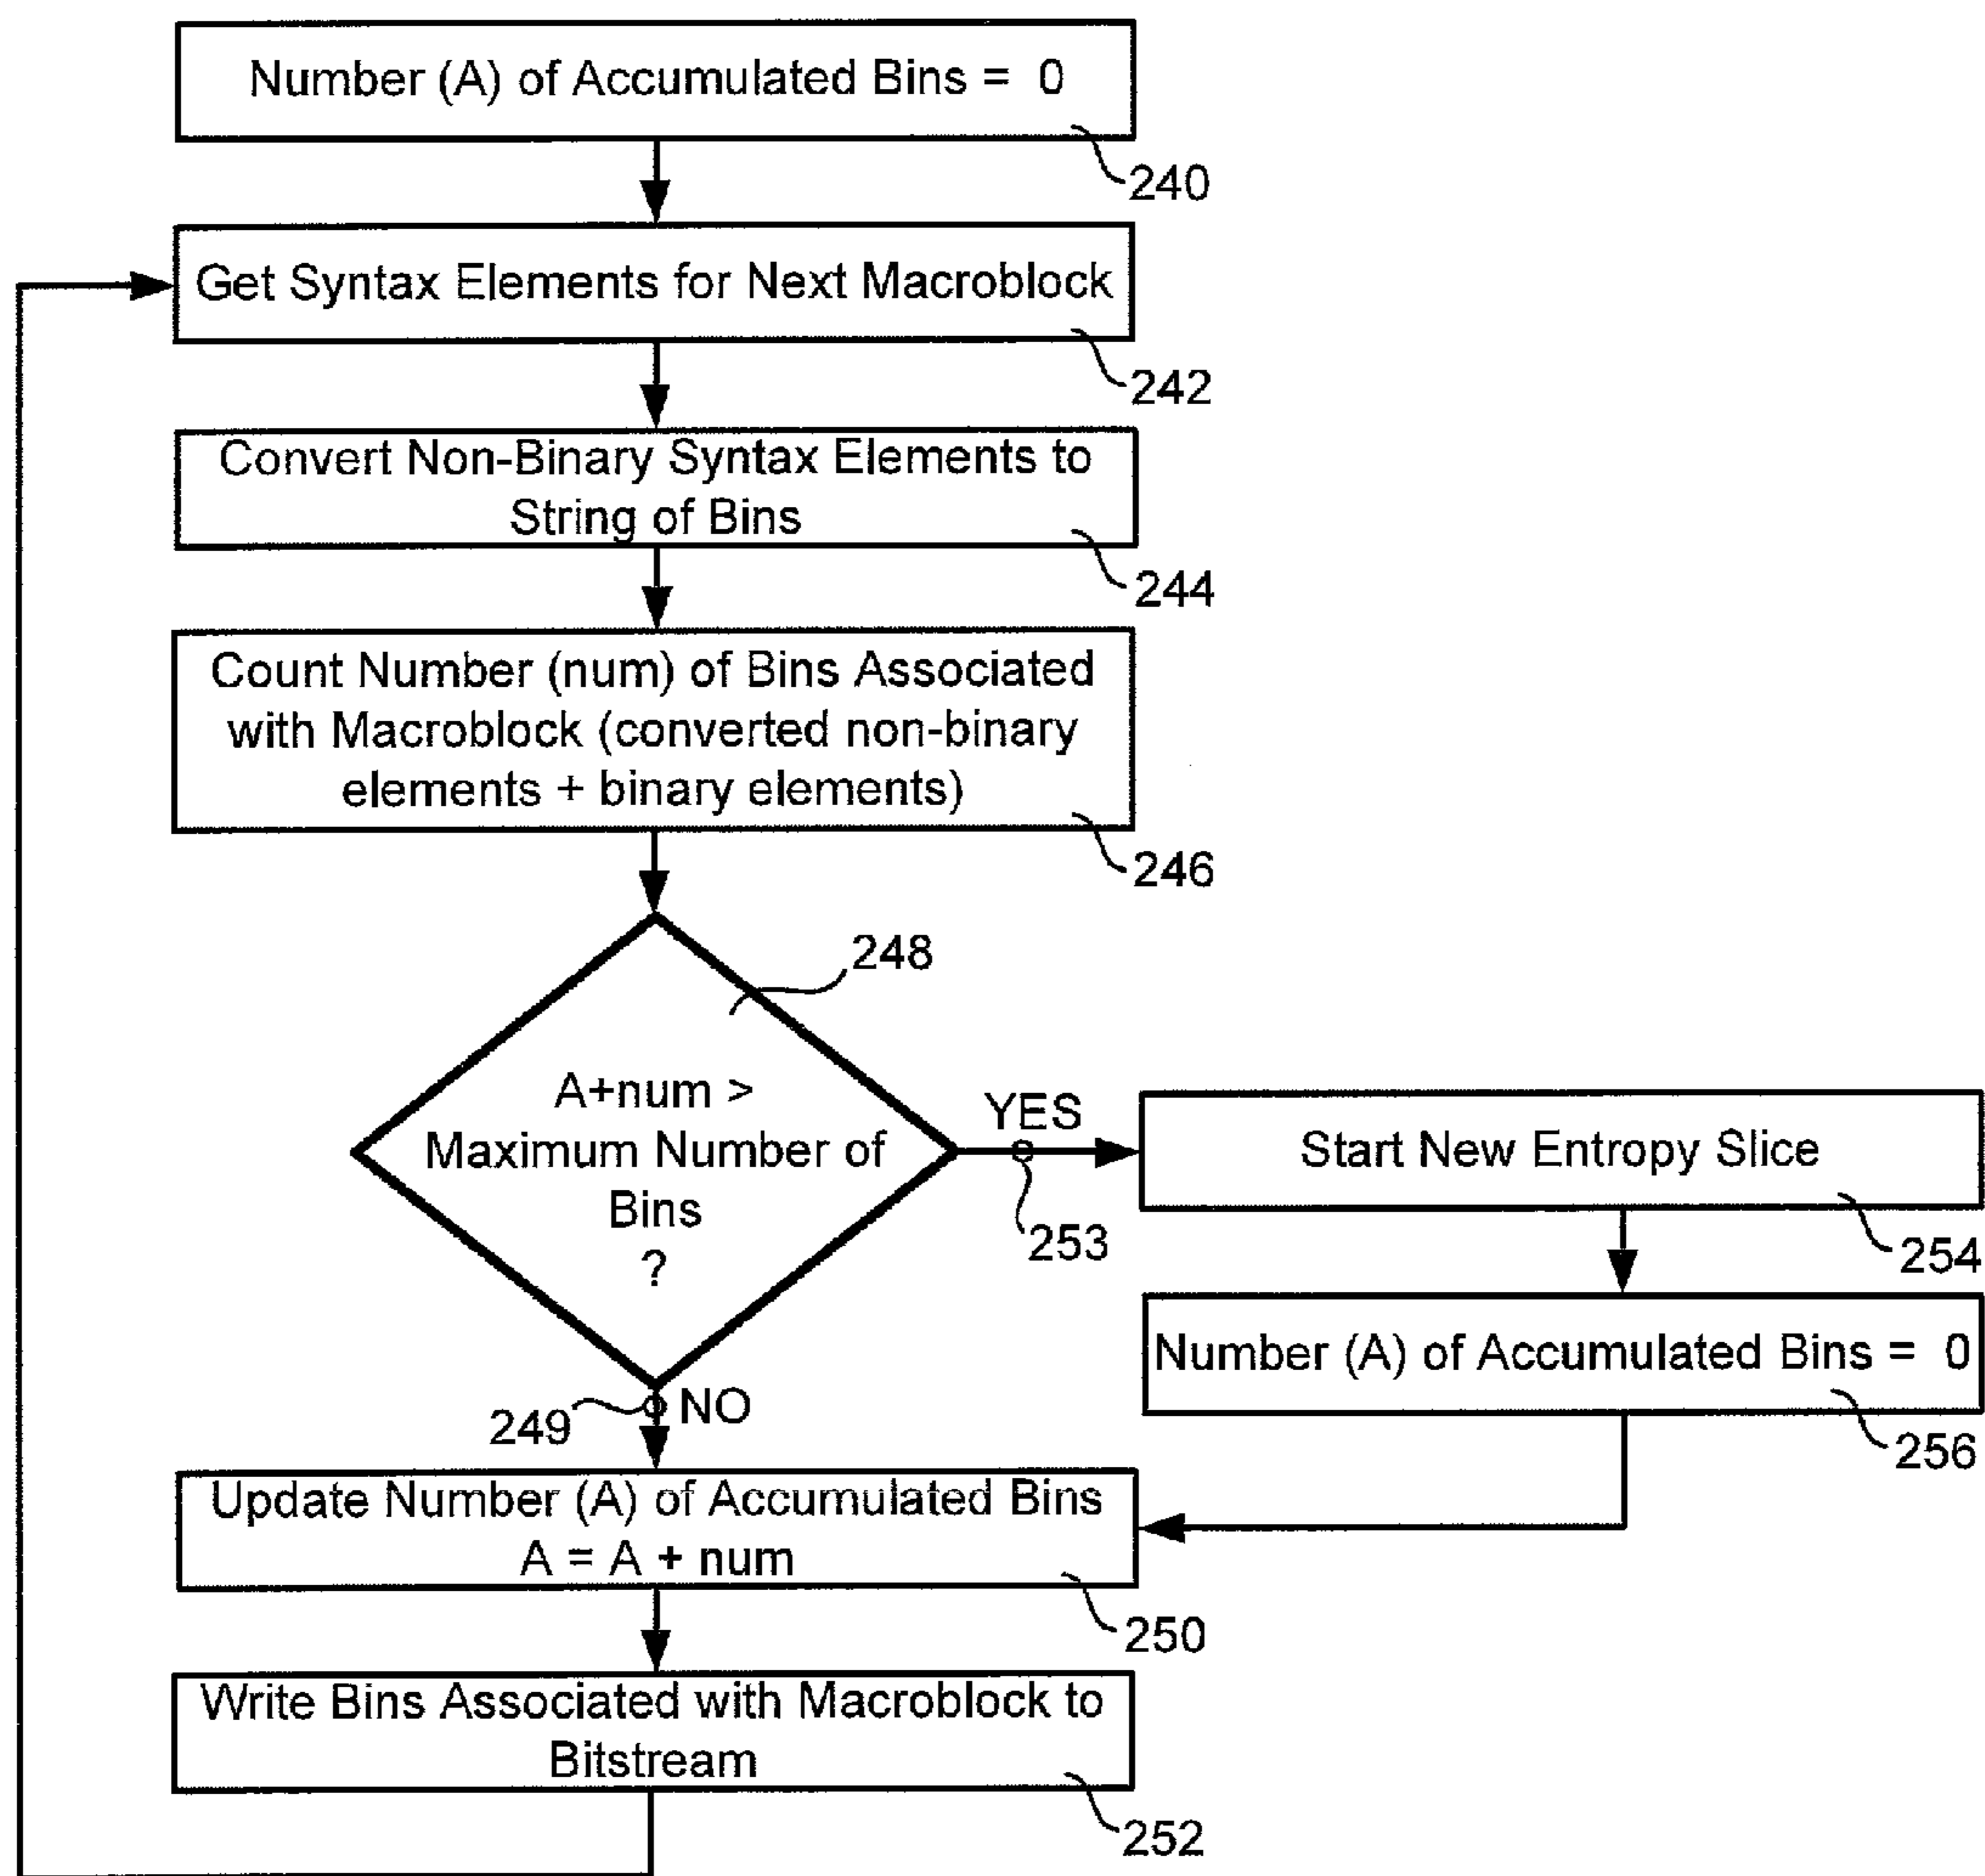 Number (A) of Accumulated Bins = 0
240
Get Syntax Elements for Next Macroblock
242
Convert Non-Binary Syntax Elements to
String of Bins
244
Count Number (num) of Bins Associated
with Macroblock (converted non-binary
elements + binary elements)
246
248
A+num >
Maximum Number of
Bins
?
YES
253
Start New Entropy Slice
254
Number (A) of Accumulated Bins = 0
256
249
NO
Update Number (A) of Accumulated Bins
A = A + num
250
Write Bins Associated with Macroblock to
Bitstream
252